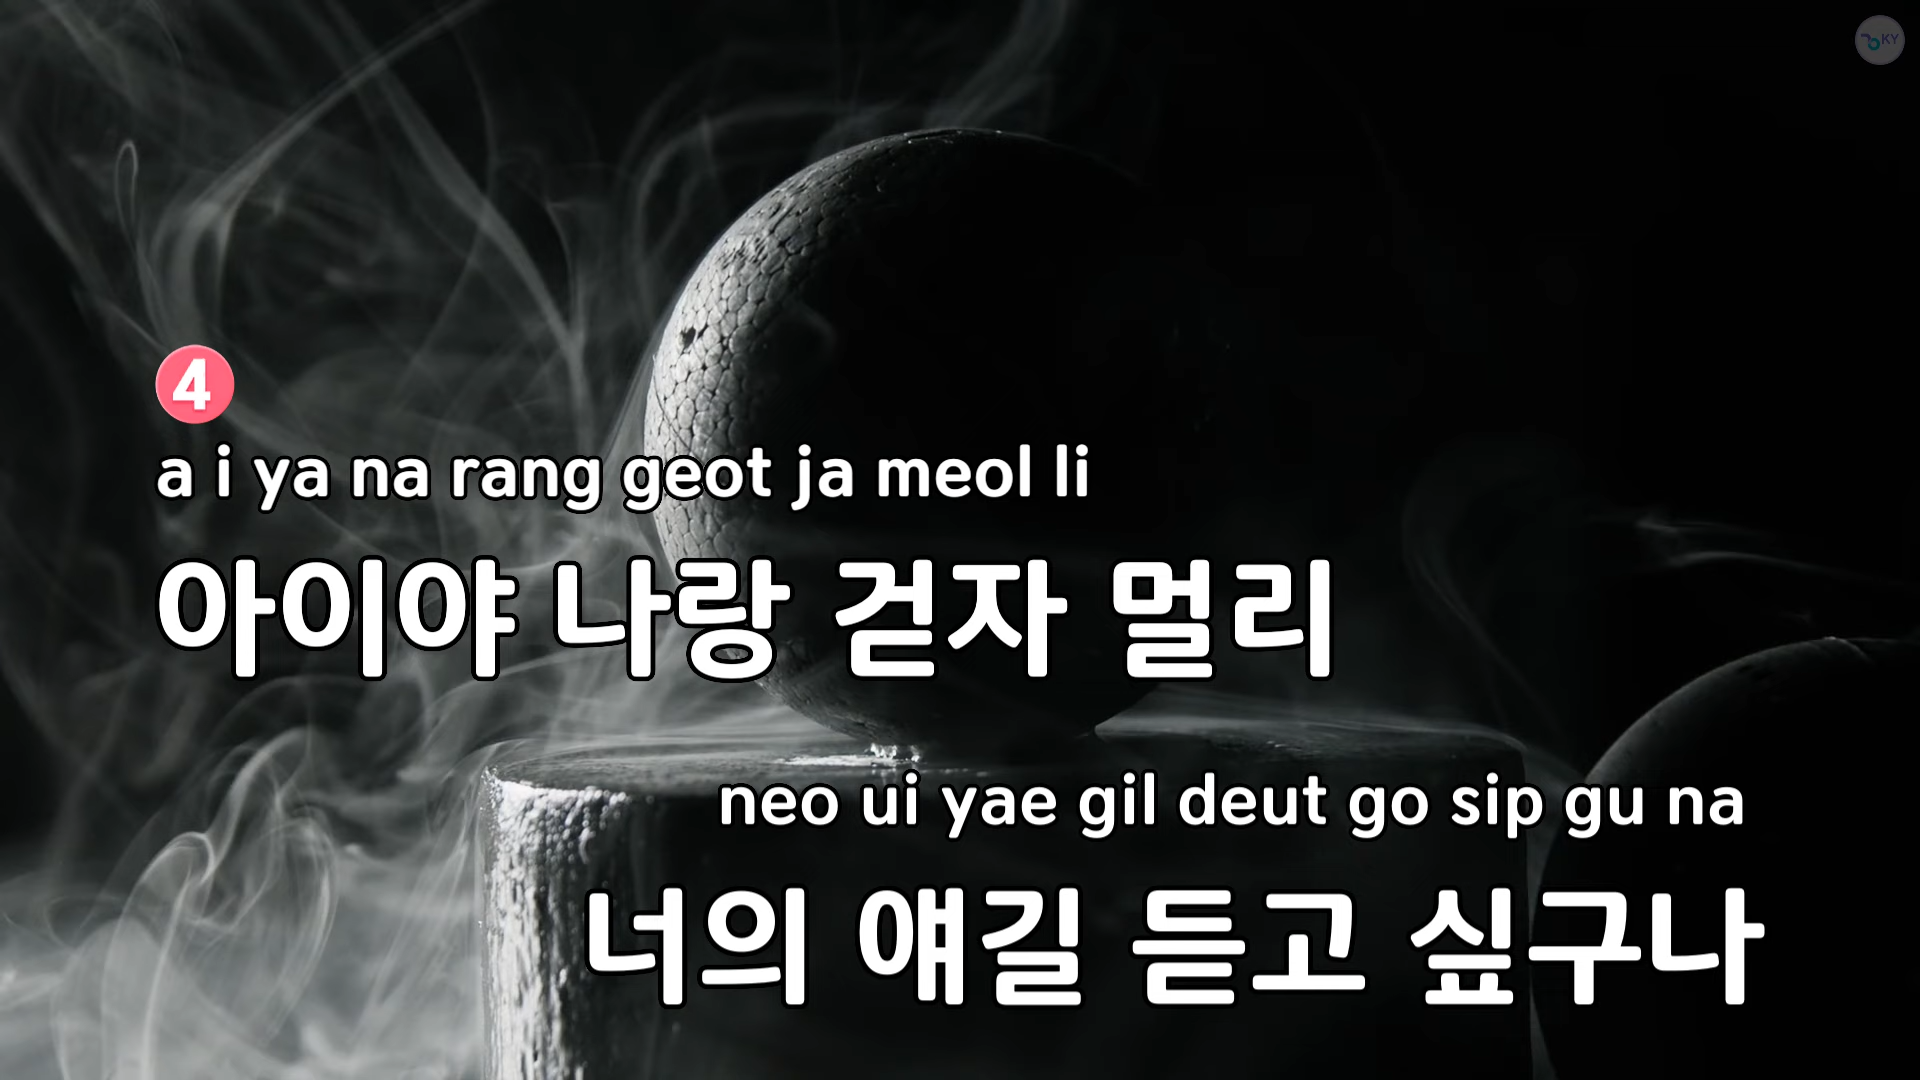 KY
4
a i ya na rang geot ja meol li
아이야 나랑 걷자 멀리
neo ui yae gil deut go sip gu na
너의 얘길 듣고 싶구나